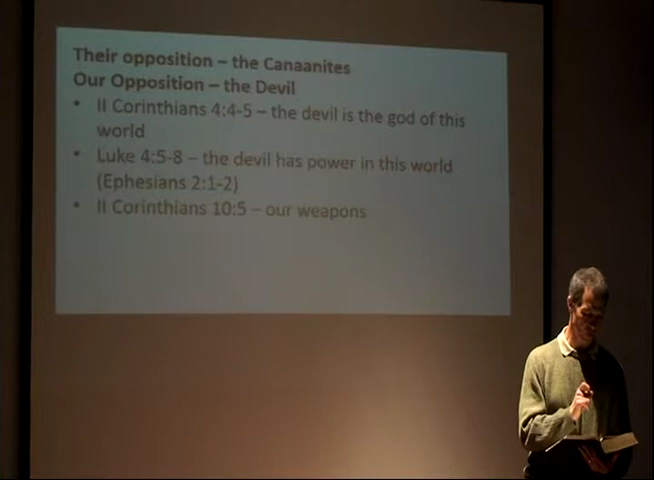 Their opposition – the Canaanites
Our Opposition – the Devil
• II Corinthians 4:4-5 – the devil is the god of this
world
• Luke 4:5-8 – the devil has power in this world
(Ephesians 2:1-2)
• II Corinthians 10:5 – our weapons